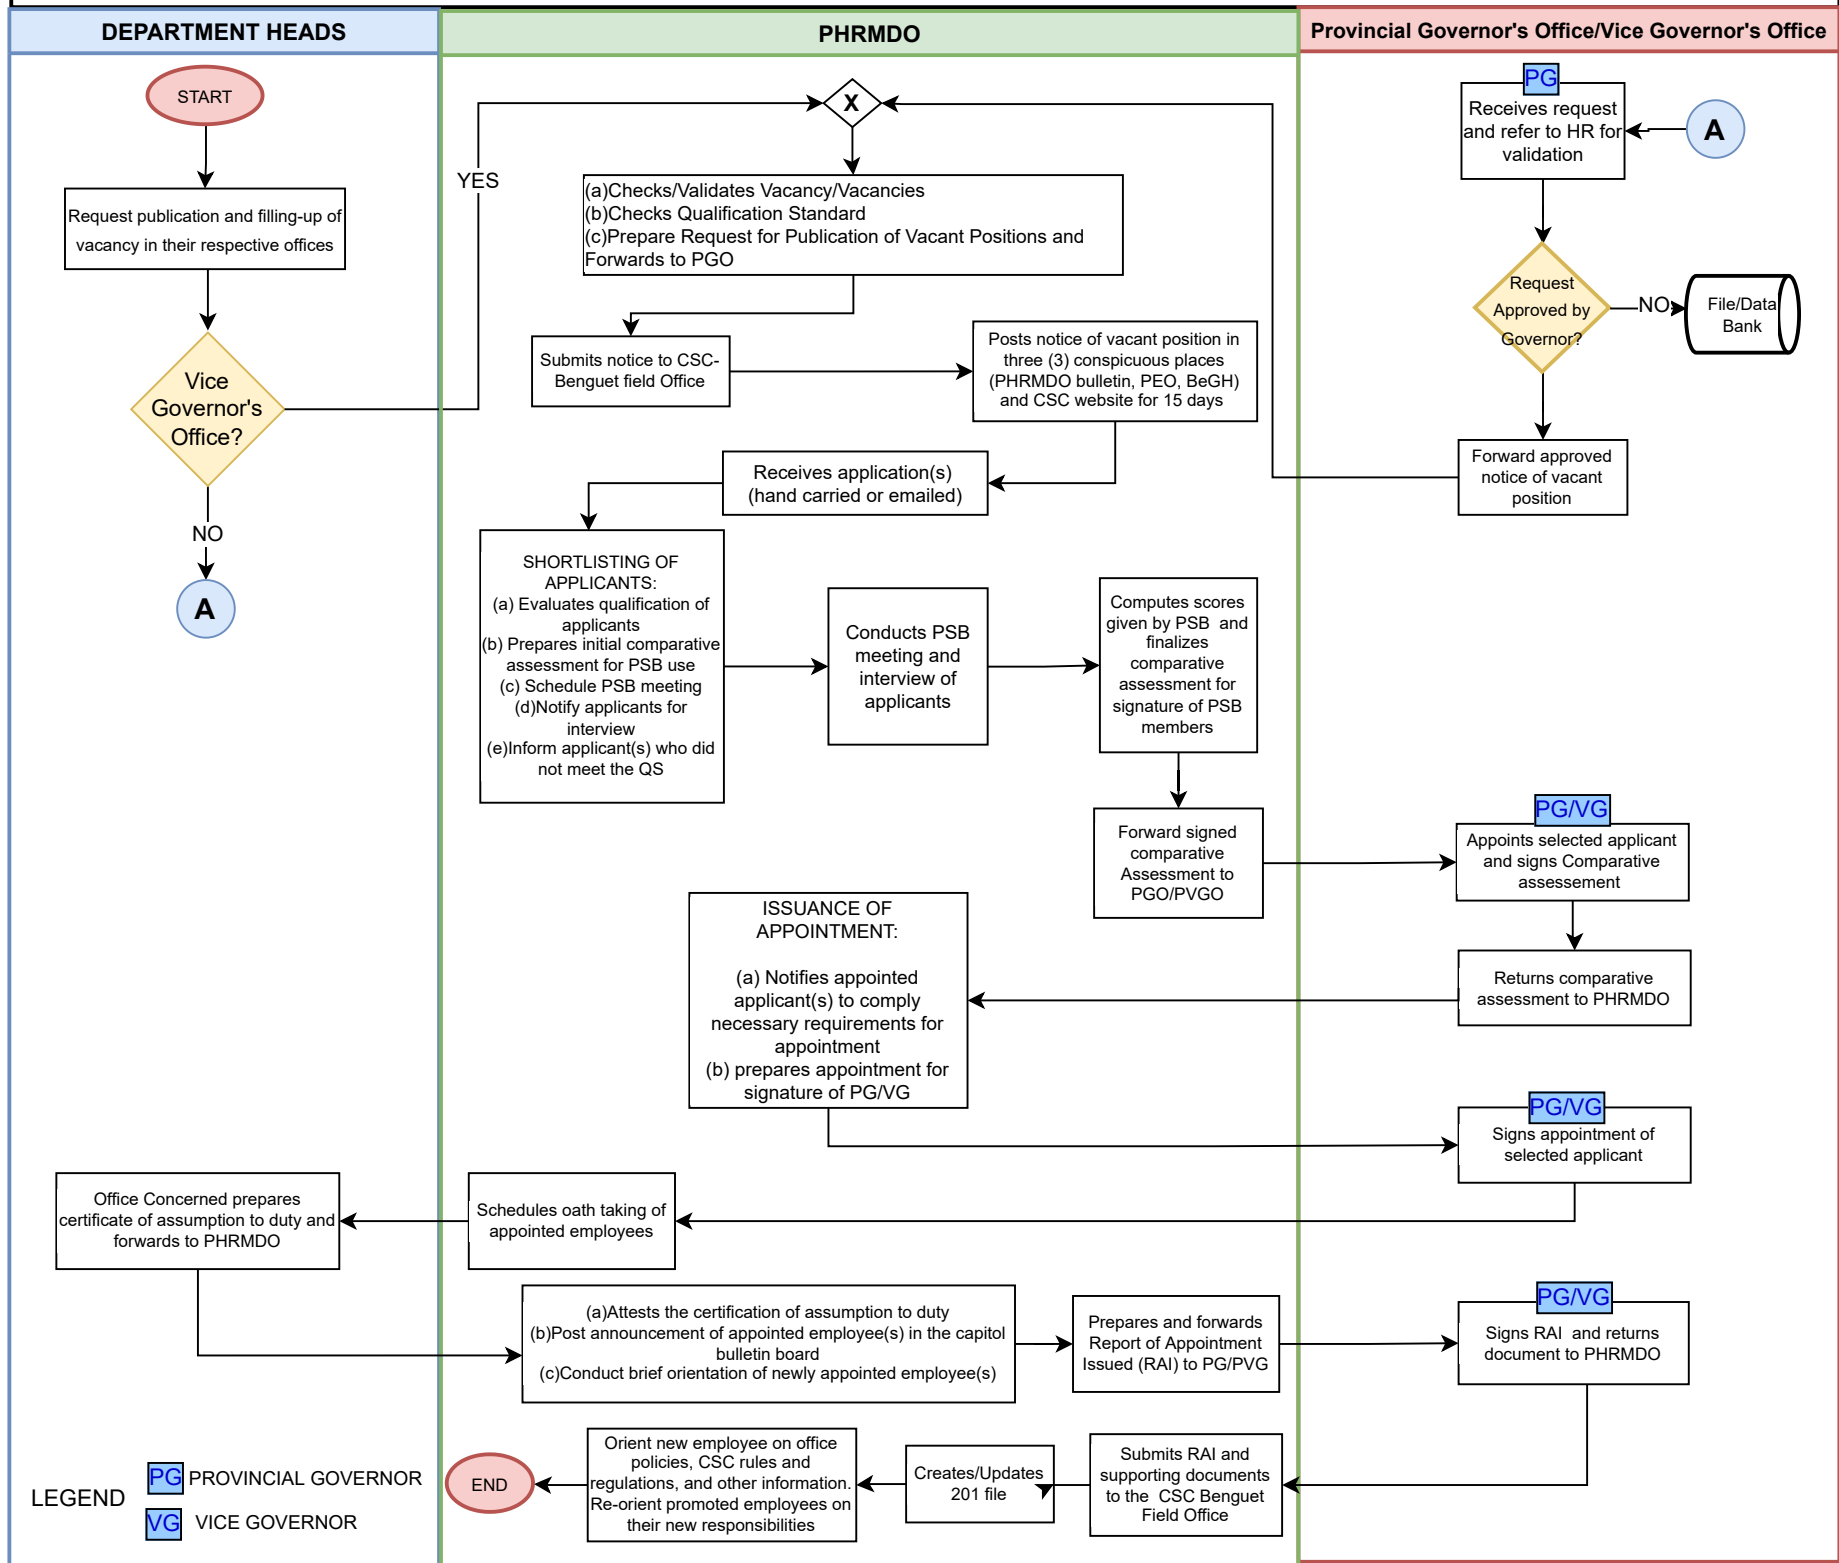 DEPARTMENT HEADS
PHRMDO
Provincial Governor's Office/Vice Governor's Office
START
Request publication and filling-up of
vacancy in their respective offices
Vice
Governor's
Office?
YES
NO
A
X
(a)Checks/Validates Vacancy/Vacancies
(b)Checks Qualification Standard
(c)Prepare Request for Publication of Vacant Positions and
Forwards to PGO
Submits notice to CSC-
Benguet field Office
Posts notice of vacant position in
three (3) conspicuous places
(PHRMDO bulletin, PEO, BeGH)
and CSC website for 15 days
Receives application(s)
(hand carried or emailed)
PG
Receives request
and refer to HR for
validation
A
Request
Approved by
Governor?
NO
File/Data
Bank
Forward approved
notice of vacant
position
SHORTLISTING OF
APPLICANTS:
(a) Evaluates qualification of
applicants
(b) Prepares initial comparative
assessment for PSB use
(c) Schedule PSB meeting
(d)Notify applicants for
interview
(e)Inform applicant(s) who did
not meet the QS
Conducts PSB
meeting and
interview of
applicants
Computes scores
given by PSB and
finalizes
comparative
assessment for
signature of PSB
members
Forward signed
comparative
Assessment to
PGO/PVGO
PG/VG
Appoints selected applicant
and signs Comparative
assessement
Returns comparative
assessment to PHRMDO
ISSUANCE OF
APPOINTMENT:
(a) Notifies appointed
applicant(s) to comply
necessary requirements for
appointment
(b) prepares appointment for
signature of PG/VG
PG/VG
Signs appointment of
selected applicant
Schedules oath taking of
appointed employees
Office Concerned prepares
certificate of assumption to duty and
forwards to PHRMDO
(a)Attests the certification of assumption to duty
(b)Post announcement of appointed employee(s) in the capitol
bulletin board
(c)Conduct brief orientation of newly appointed employee(s)
Prepares and forwards
Report of Appointment
Issued (RAI) to PG/PVG
PG/VG
Signs RAI and returns
document to PHRMDO
Submits RAI and
supporting documents
to the CSC Benguet
Field Office
Creates/Updates
201 file
Orient new employee on office
policies, CSC rules and
regulations, and other information.
Re-orient promoted employees on
their new responsibilities
END
LEGEND
PG PROVINCIAL GOVERNOR
VG VICE GOVERNOR